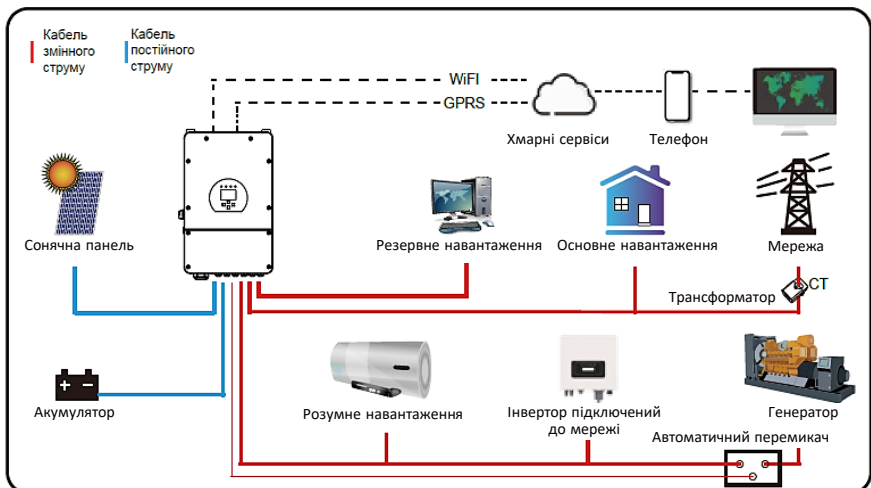 Кабель
змінного
струму
Кабель
постійного
струму
WiFI
GPRS
Хмарні сервіси
Телефон
Сонячна панель
Резервне навантаження
Основне навантаження
Мережа
Трансформатор
CT
Акумулятор
Розумне навантаження
Інвертор підключений
до мережі
Генератор
Автоматичний перемикач